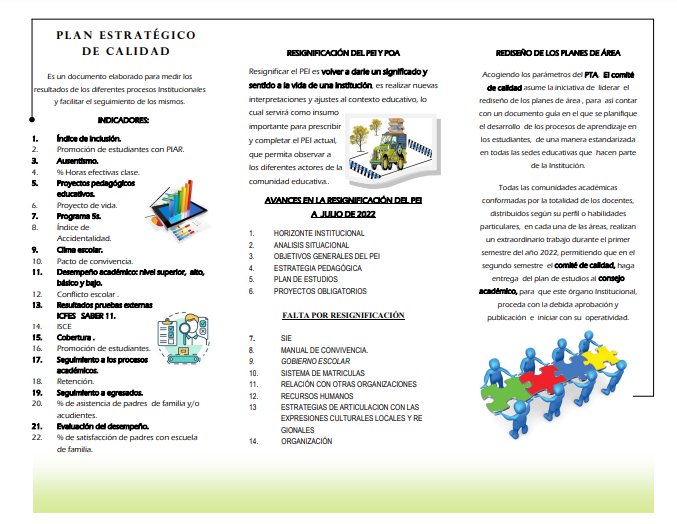 PLAN ESTRATÉGICO
DE CALIDAD
Es un documento elaborado para medir los
resultados de los diferentes procesos Institucionales
y facilitar el seguimiento de los mismos.
INDICADORES:
1. Índice de inclusión.
2. Promoción de estudiantes con PIAR.
3. Ausentismo.
4. % Horas efectivas clase.
5. Proyectos pedagógicos
educativos.
6. Proyecto de vida.
7. Programa 5s.
8. Índice de
Accidentalidad.
9. Clima escolar.
10. Pacto de convivencia.
11. Desempeño académico: nivel superior, alto,
básico y bajo.
12. Conflicto escolar .
13. Resultados pruebas externas
ICFES SABER 11.
14. ISCE
15. Cobertura .
16. Promoción de estudiantes.
17. Seguimiento a los procesos
académicos.
18. Retención.
19. Seguimiento a egresados.
20. % de asistencia de padres de familia y/o
acudientes.
21. Evaluación del desempeño.
22. % de satisfacción de padres con escuela
de familia.
RESIGNIFICACIÓN DEL PEI Y POA
Resignificar el PEI es volver a darle un significado y
sentido a la vida de una institución, es realizar nuevas
interpretaciones y ajustes al contexto educativo, lo
cual servirá como insumo
importante para prescribir
y completar el PEI actual,
que permita observar a
los diferentes actores de la
comunidad educativa..
AVANCES EN LA RESIGNIFICACIÓN DEL PEI
A JULIO DE 2022
1. HORIZONTE INSTITUCIONAL
2. ANALISIS SITUACIONAL
3. OBJETIVOS GENERALES DEL PEI
4. ESTRATEGIA PEDAGÓGICA
5. PLAN DE ESTUDIOS
6. PROYECTOS OBLIGATORIOS
FALTA POR RESIGNIFICACIÓN
7. SIE
8. MANUAL DE CONVIVENCIA.
9. GOBIERNO ESCOLAR
10. SISTEMA DE MATRICULAS
11. RELACIÓN CON OTRAS ORGANIZACIONES
12. RECURSOS HUMANOS
13 ESTRATEGIAS DE ARTICULACION CON LAS
EXPRESIONES CULTURALES LOCALES Y RE
GIONALES
14. ORGANIZACIÓN
REDISEÑO DE LOS PLANES DE ÁREA
Acogiendo los parámetros del PTA. El comité
de calidad asume la iniciativa de liderar el
rediseño de los planes de área , para así contar
con un documento guía en el que se planifique
el desarrollo de los procesos de aprendizaje en
los estudiantes, de una manera estandarizada
en todas las sedes educativas que hacen parte
de la Institución.
Todas las comunidades académicas
conformadas por la totalidad de los docentes,
distribuidos según su perfil o habilidades
particulares, en cada una de las áreas, realizan
un extraordinario trabajo durante el primer
semestre del año 2022, permitiendo que en el
segundo semestre el comité de calidad, haga
entrega del plan de estudios al consejo
académico, para que este órgano Institucional,
proceda con la debida aprobación y
publicación e iniciar con su operatividad.